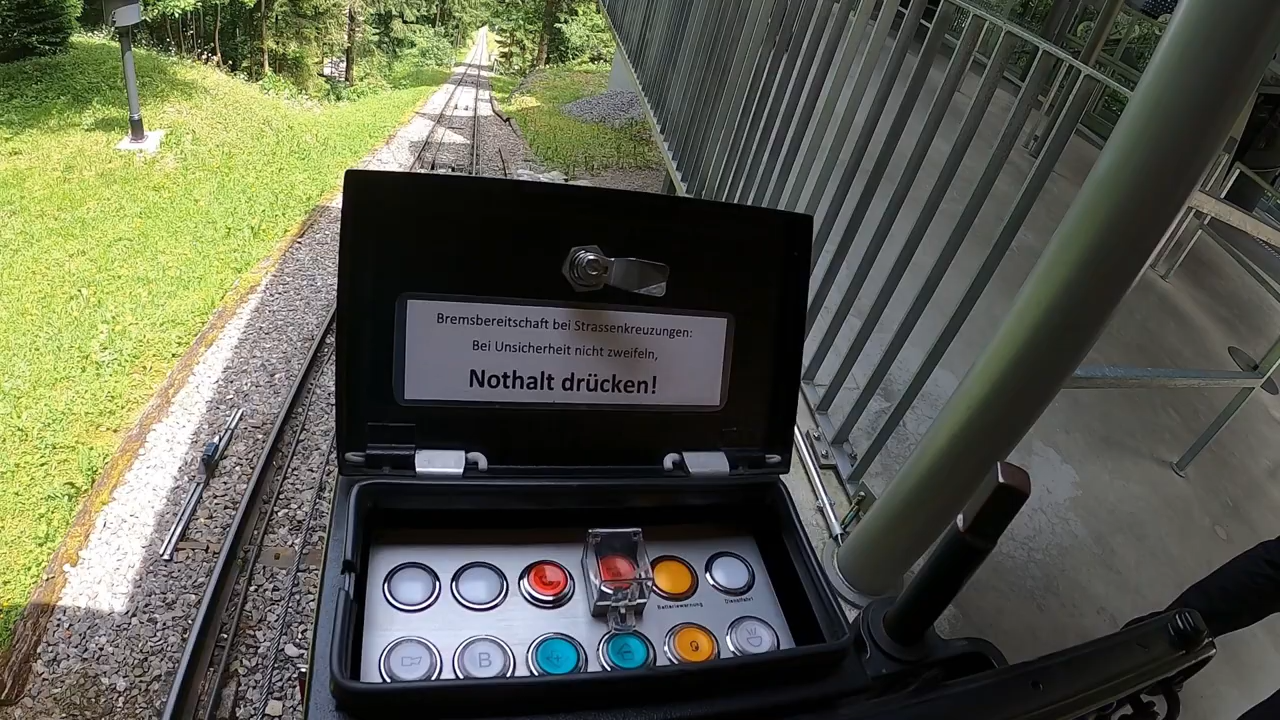 Bremsbereitschaft bei Strassenkreuzungen:
Bei Unsicherheit nicht zweifeln,
Nothalt drücken!
Batteriewarnung
Dienstfahrt
B